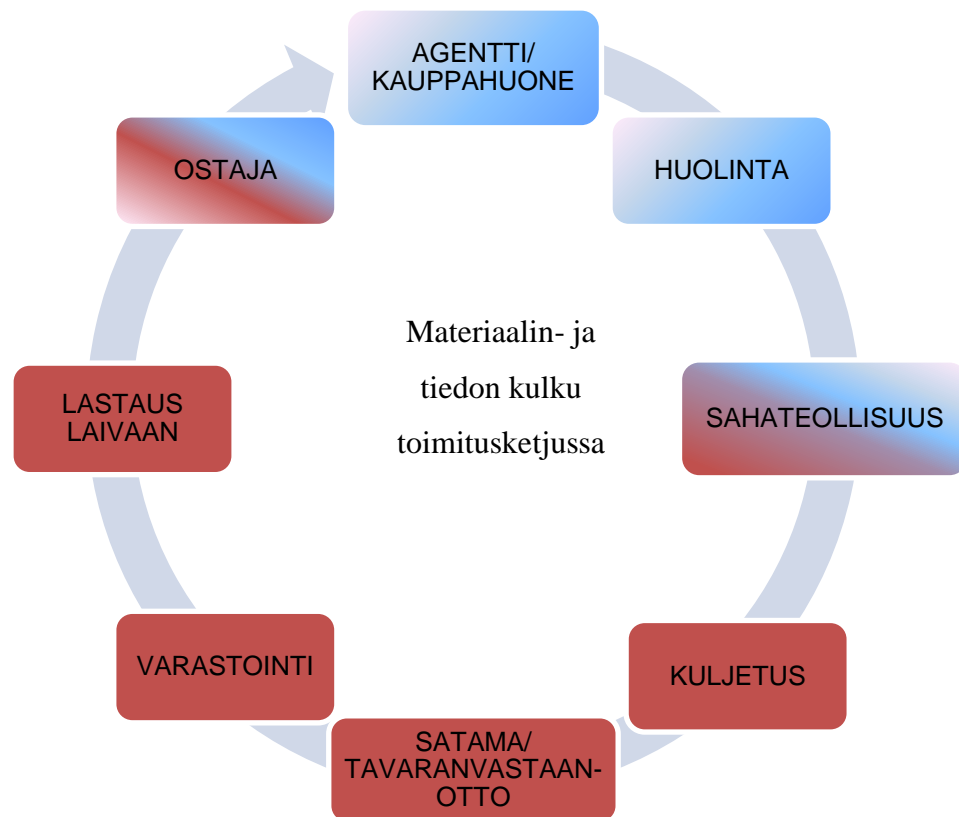 AGENTTI/
KAUPPAHUONE
HUOLINTA
SAHATEOLLISUUS
KULJETUS
SATAMA/
TAVARANVASTAAN-
OTTO
VARASTOINTI
LASTAUS
LAIVAAN
OSTAJA
Materiaalin- ja
tiedon kulku
toimitusketjussa